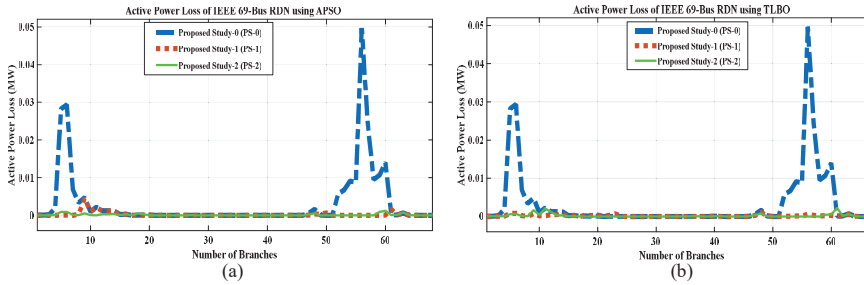 Active Power Loss of IEEE 69-Bus RDN using APSO
Proposed Study-0 (PS-0)
Proposed Study-1 (PS-1)
Proposed Study-2 (PS-2)
Active Power Loss (MW)
0.05
0.04
0.03
0.02
0.01
0
10
20
30
40
50
60
Number of Branches
(a)
Active Power Loss of IEEE 69-Bus RDN using TLBO
Proposed Study-0 (PS-0)
Proposed Study-1 (PS-1)
Proposed Study-2 (PS-2)
Active Power Loss (MW)
0.05
0.04
0.03
0.02
0.01
0
10
20
30
40
50
60
Number of Branches
(b)